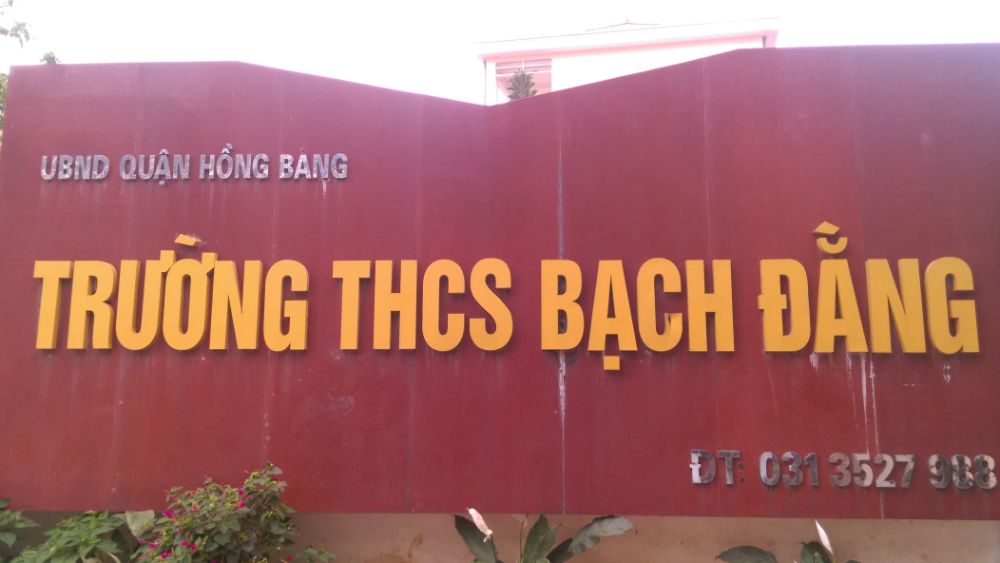 UBND QUẬN HỒNG BÀNG
TRƯỜNG THCS BẠCH ĐẰNG
ĐT: 031 3527 988